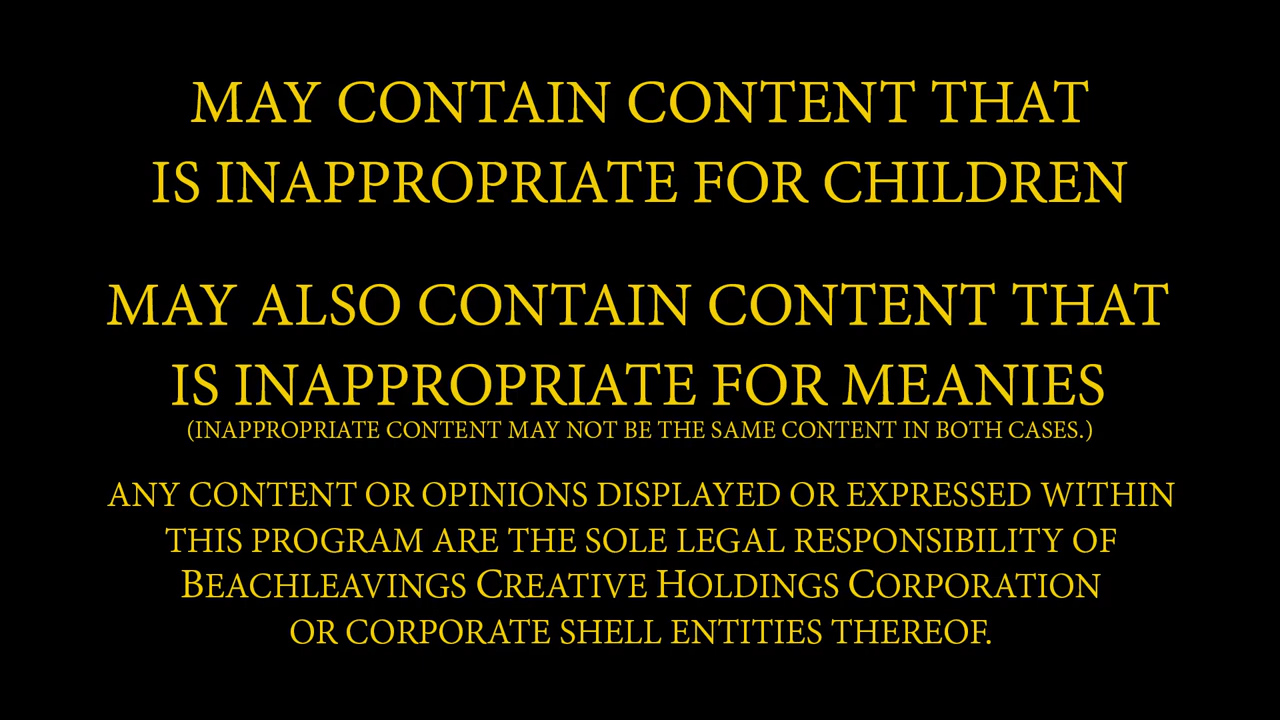 MAY CONTAIN CONTENT THAT
IS INAPPROPRIATE FOR CHILDREN
MAY ALSO CONTAIN CONTENT THAT
IS INAPPROPRIATE FOR MEANIES
(INAPPROPRIATE CONTENT MAY NOT BE THE SAME CONTENT IN BOTH CASES.)
ANY CONTENT OR OPINIONS DISPLAYED OR EXPRESSED WITHIN
THIS PROGRAM ARE THE SOLE LEGAL RESPONSIBILITY OF
BEACHLEAVINGS CREATIVE HOLDINGS CORPORATION
OR CORPORATE SHELL ENTITIES THEREOF.